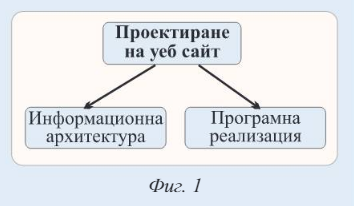 Проектиране
на уеб сайт
Информационна
архитектура
Програмна
реализация
Фиг. 1